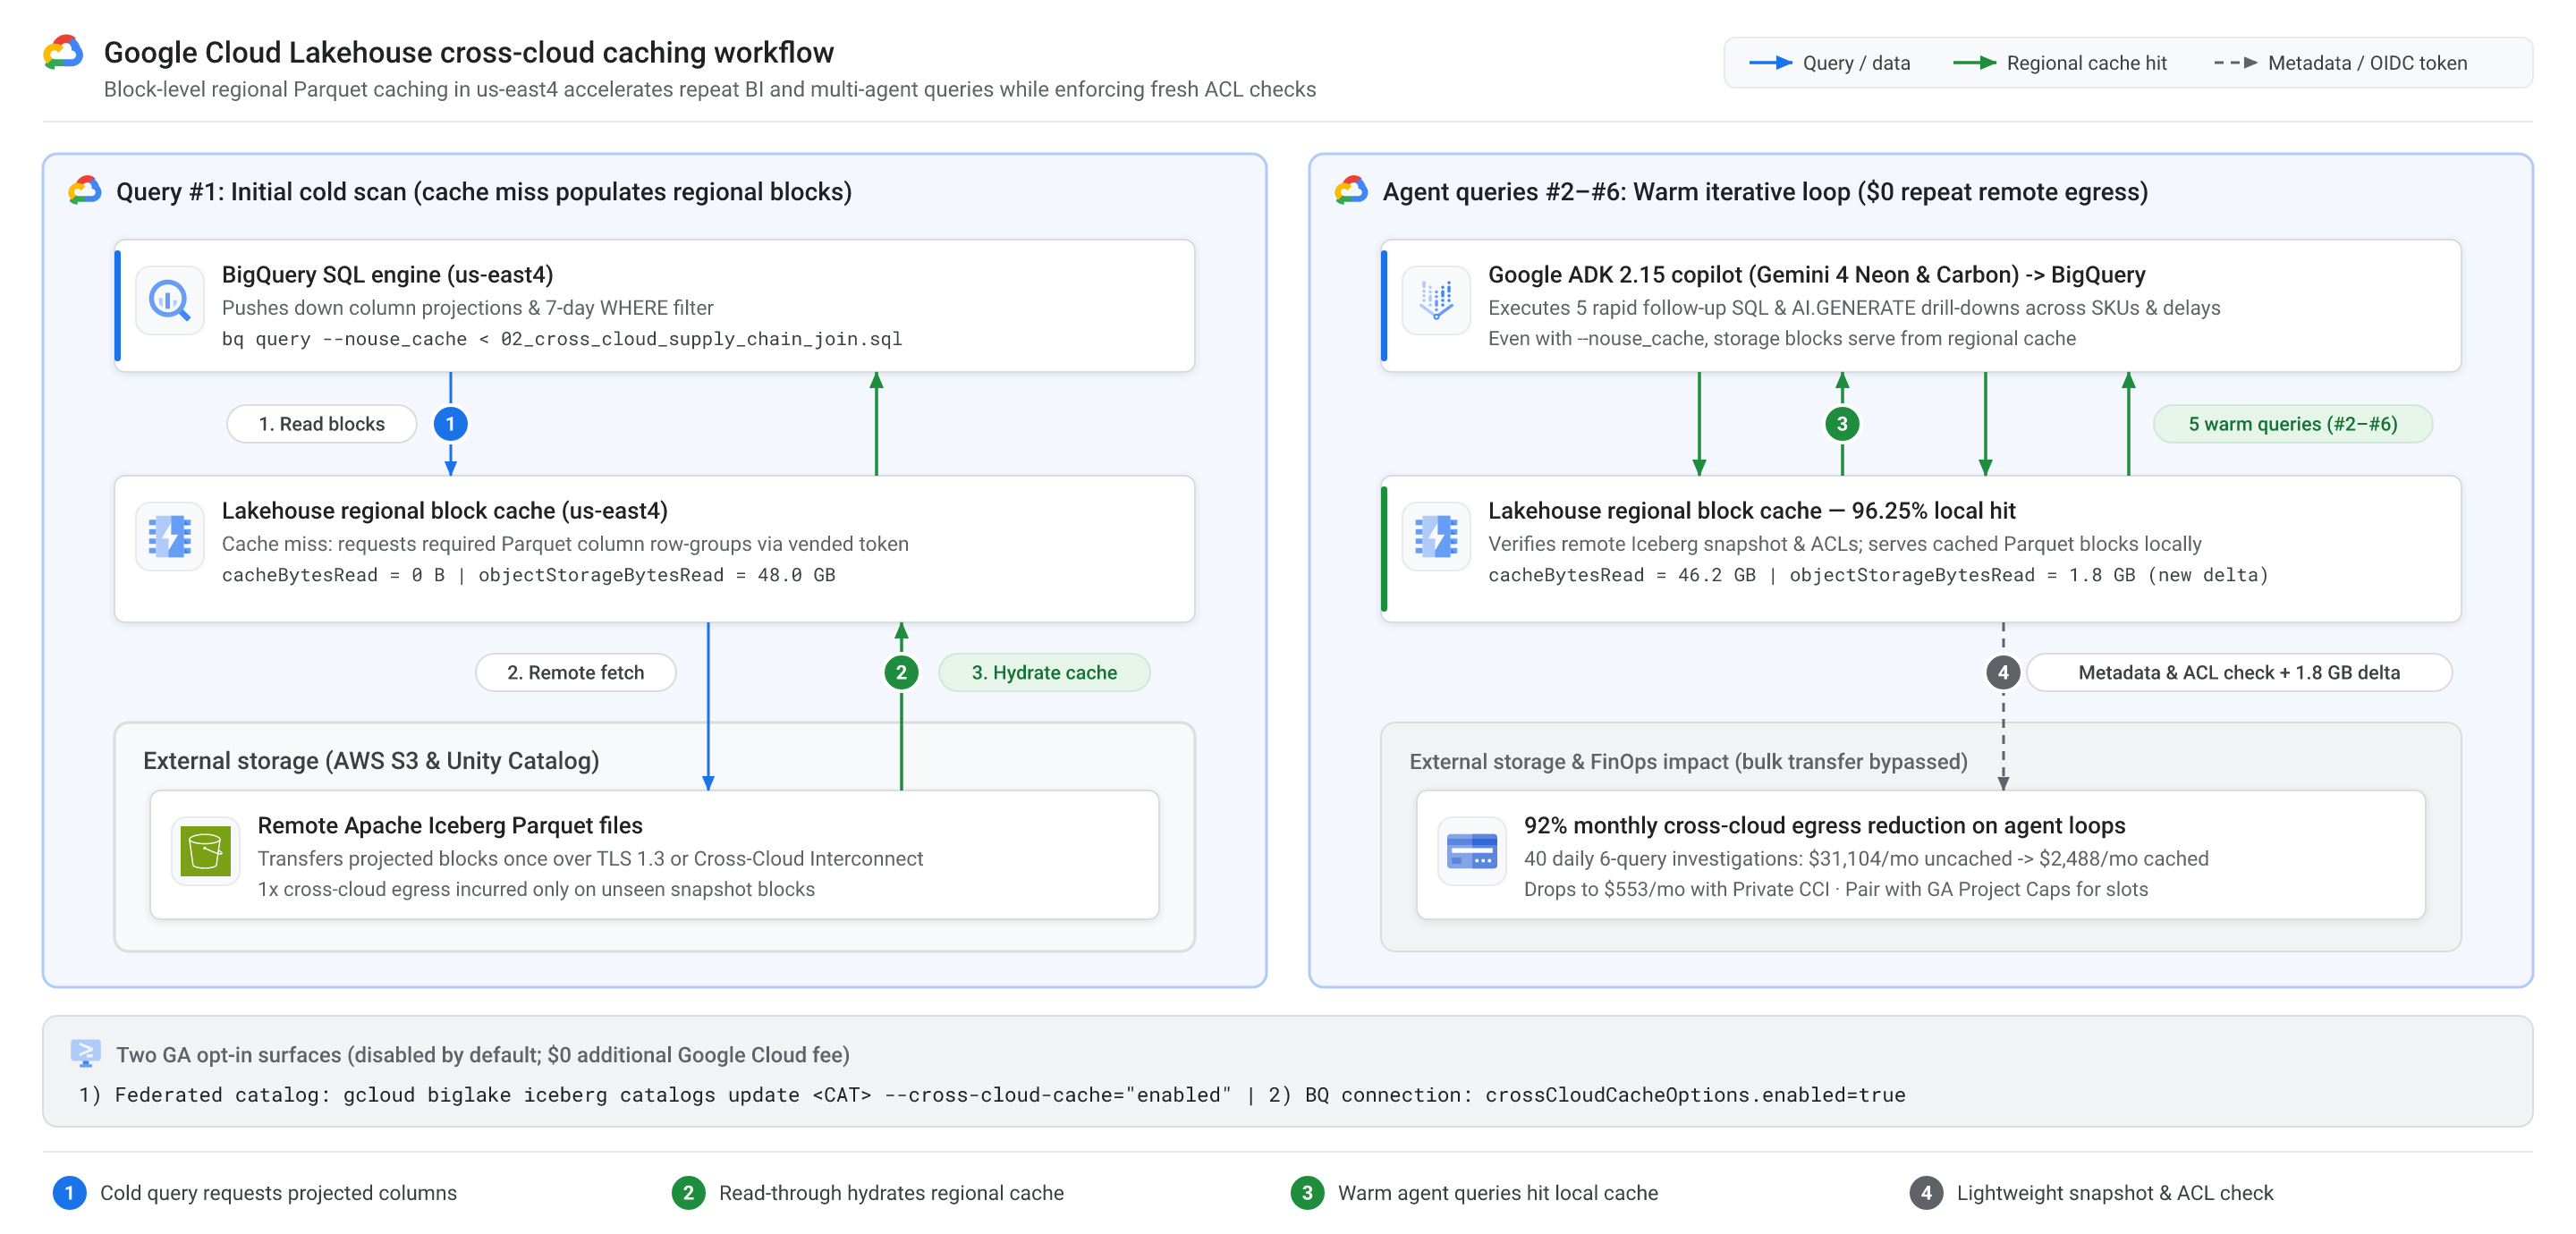 Google Cloud Lakehouse cross-cloud caching workflow
Block-level regional Parquet caching in us-east4 accelerates repeat BI and multi-agent queries while enforcing fresh ACL checks
Query / data
Regional cache hit
Metadata / OIDC token
Query #1: Initial cold scan (cache miss populates regional blocks)
BigQuery SQL engine (us-east4)
Pushes down column projections & 7-day WHERE filter
bq query --nouse_cache < 02_cross_cloud_supply_chain_join.sql
1. Read blocks
1
Lakehouse regional block cache (us-east4)
Cache miss: requests required Parquet column row-groups via vended token
cacheBytesRead = 0 B | objectStorageBytesRead = 48.0 GB
2. Remote fetch
2
3. Hydrate cache
External storage (AWS S3 & Unity Catalog)
Remote Apache Iceberg Parquet files
Transfers projected blocks once over TLS 1.3 or Cross-Cloud Interconnect
1x cross-cloud egress incurred only on unseen snapshot blocks
Agent queries #2–#6: Warm iterative loop ($0 repeat remote egress)
Google ADK 2.15 copilot (Gemini 4 Neon & Carbon) -> BigQuery
Executes 5 rapid follow-up SQL & AI.GENERATE drill-downs across SKUs & delays
Even with --nouse_cache, storage blocks serve from regional cache
3
5 warm queries (#2–#6)
Lakehouse regional block cache — 96.25% local hit
Verifies remote Iceberg snapshot & ACLs; serves cached Parquet blocks locally
cacheBytesRead = 46.2 GB | objectStorageBytesRead = 1.8 GB (new delta)
4
Metadata & ACL check + 1.8 GB delta
External storage & FinOps impact (bulk transfer bypassed)
92% monthly cross-cloud egress reduction on agent loops
40 daily 6-query investigations: $31,104/mo uncached -> $2,488/mo cached
Drops to $553/mo with Private CCI · Pair with GA Project Caps for slots
Two GA opt-in surfaces (disabled by default; $0 additional Google Cloud fee)
1) Federated catalog: gcloud biglake iceberg catalogs update <CAT> --cross-cloud-cache="enabled" | 2) BQ connection: crossCloudCacheOptions.enabled=true
1 Cold query requests projected columns
2 Read-through hydrates regional cache
3 Warm agent queries hit local cache
4 Lightweight snapshot & ACL check